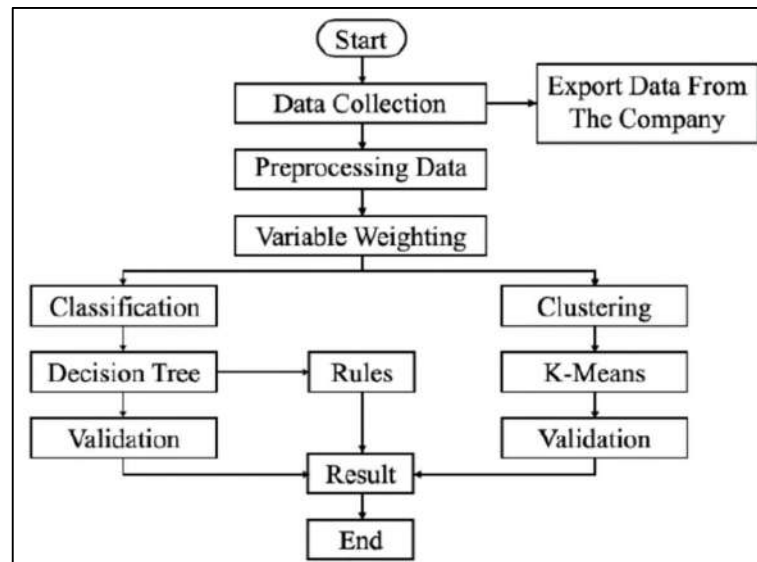 Start
Data Collection
Export Data From
The Company
Preprocessing Data
Variable Weighting
Classification
Clustering
Decision Tree
Rules
K-Means
Validation
Validation
Result
End